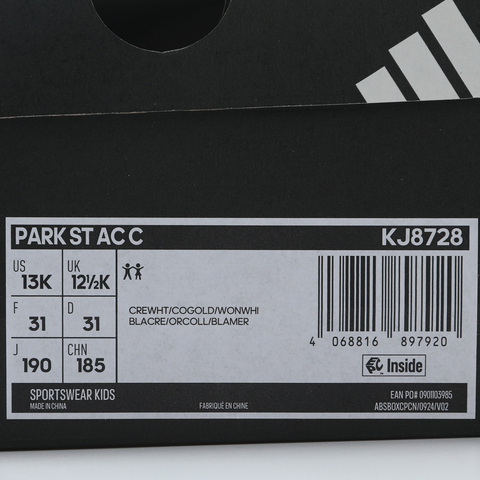 PARK ST AC C KJ8728
US 13K UK 12½K
F 31 D 31
J 190 CHN 185
CREWHT/COGOLD/WONWHI
BLACRE/ORCOLL/BLAMER
4 068816 897920
Inside
SPORTSWEAR KIDS EAN PO# 0901103985
MADE IN CHINA FABRIQUÉ EN CHINE ABSBOXCPCN/0924/V02